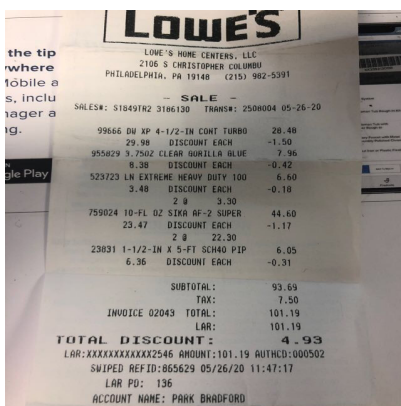 LOWE'S
LOWE'S HOME CENTERS, LLC
2106 S CHRISTOPHER COLUMBU
PHILADELPHIA, PA 19148 (215) 982-5391
- SALE -
SALES#: S1849TR2 3186130 TRANS#: 2508004 05-26-20
99666 DW XP 4-1/2-IN CONT TURBO 28.48
29.98 DISCOUNT EACH -1.50
955829 3.75OZ CLEAR GORILLA GLUE 7.96
8.38 DISCOUNT EACH -0.42
523723 LN EXTREME HEAVY DUTY 10O 6.60
3.48 DISCOUNT EACH -0.18
2 @ 3.30
759024 10-FL OZ SIKA AF-2 SUPER 44.60
23.47 DISCOUNT EACH -1.17
2 @ 22.30
23831 1-1/2-IN X 5-FT SCH40 PIP 6.05
6.36 DISCOUNT EACH -0.31
SUBTOTAL: 93.69
TAX: 7.50
INVOICE 02043 TOTAL: 101.19
LAR: 101.19
TOTAL DISCOUNT: 4.93
LAR:XXXXXXXXXXXX2546 AMOUNT:101.19 AUTHCD:000502
SWIPED REFID:865629 05/26/20 11:47:17
LAR PO: 136
ACCOUNT NAME: PARK BRADFORD
the tip
ywhere
Mobile a
s, inclu
nager a
ng.
gle Play